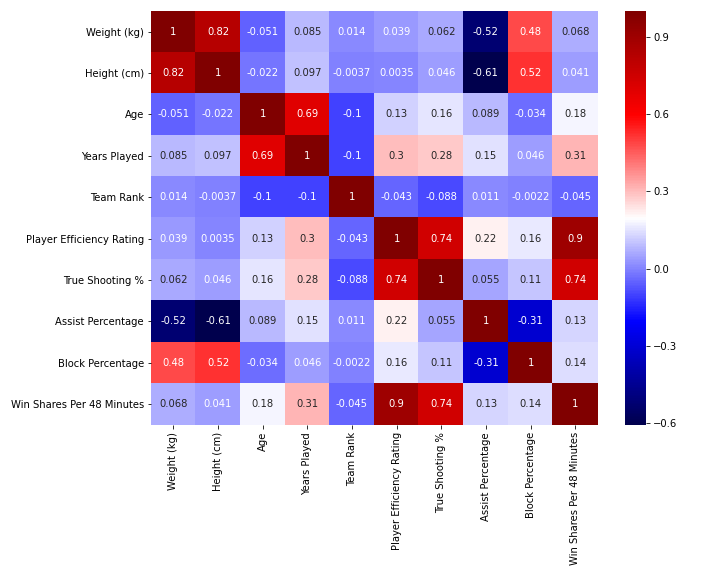 Weight (kg) 1 0.82 -0.051 0.085 0.014 0.039 0.062 -0.52 0.48 0.068
Height (cm) 0.82 1 -0.022 0.097 -0.0037 0.0035 0.046 -0.61 0.52 0.041
Age -0.051 -0.022 1 0.69 -0.1 0.13 0.16 0.089 -0.034 0.18
Years Played 0.085 0.097 0.69 1 -0.1 0.3 0.28 0.15 0.046 0.31
Team Rank 0.014 -0.0037 -0.1 -0.1 1 -0.043 -0.088 0.011 -0.0022 -0.045
Player Efficiency Rating 0.039 0.0035 0.13 0.3 -0.043 1 0.74 0.22 0.16 0.9
True Shooting % 0.062 0.046 0.16 0.28 -0.088 0.74 1 0.055 0.11 0.74
Assist Percentage -0.52 -0.61 0.089 0.15 0.011 0.22 0.055 1 -0.31 0.13
Block Percentage 0.48 0.52 -0.034 0.046 -0.0022 0.16 0.11 -0.31 1 0.14
Win Shares Per 48 Minutes 0.068 0.041 0.18 0.31 -0.045 0.9 0.74 0.13 0.14 1
Weight (kg)
Height (cm)
Age
Years Played
Team Rank
Player Efficiency Rating
True Shooting %
Assist Percentage
Block Percentage
Win Shares Per 48 Minutes
0.9
0.6
0.3
0.0
-0.3
-0.6